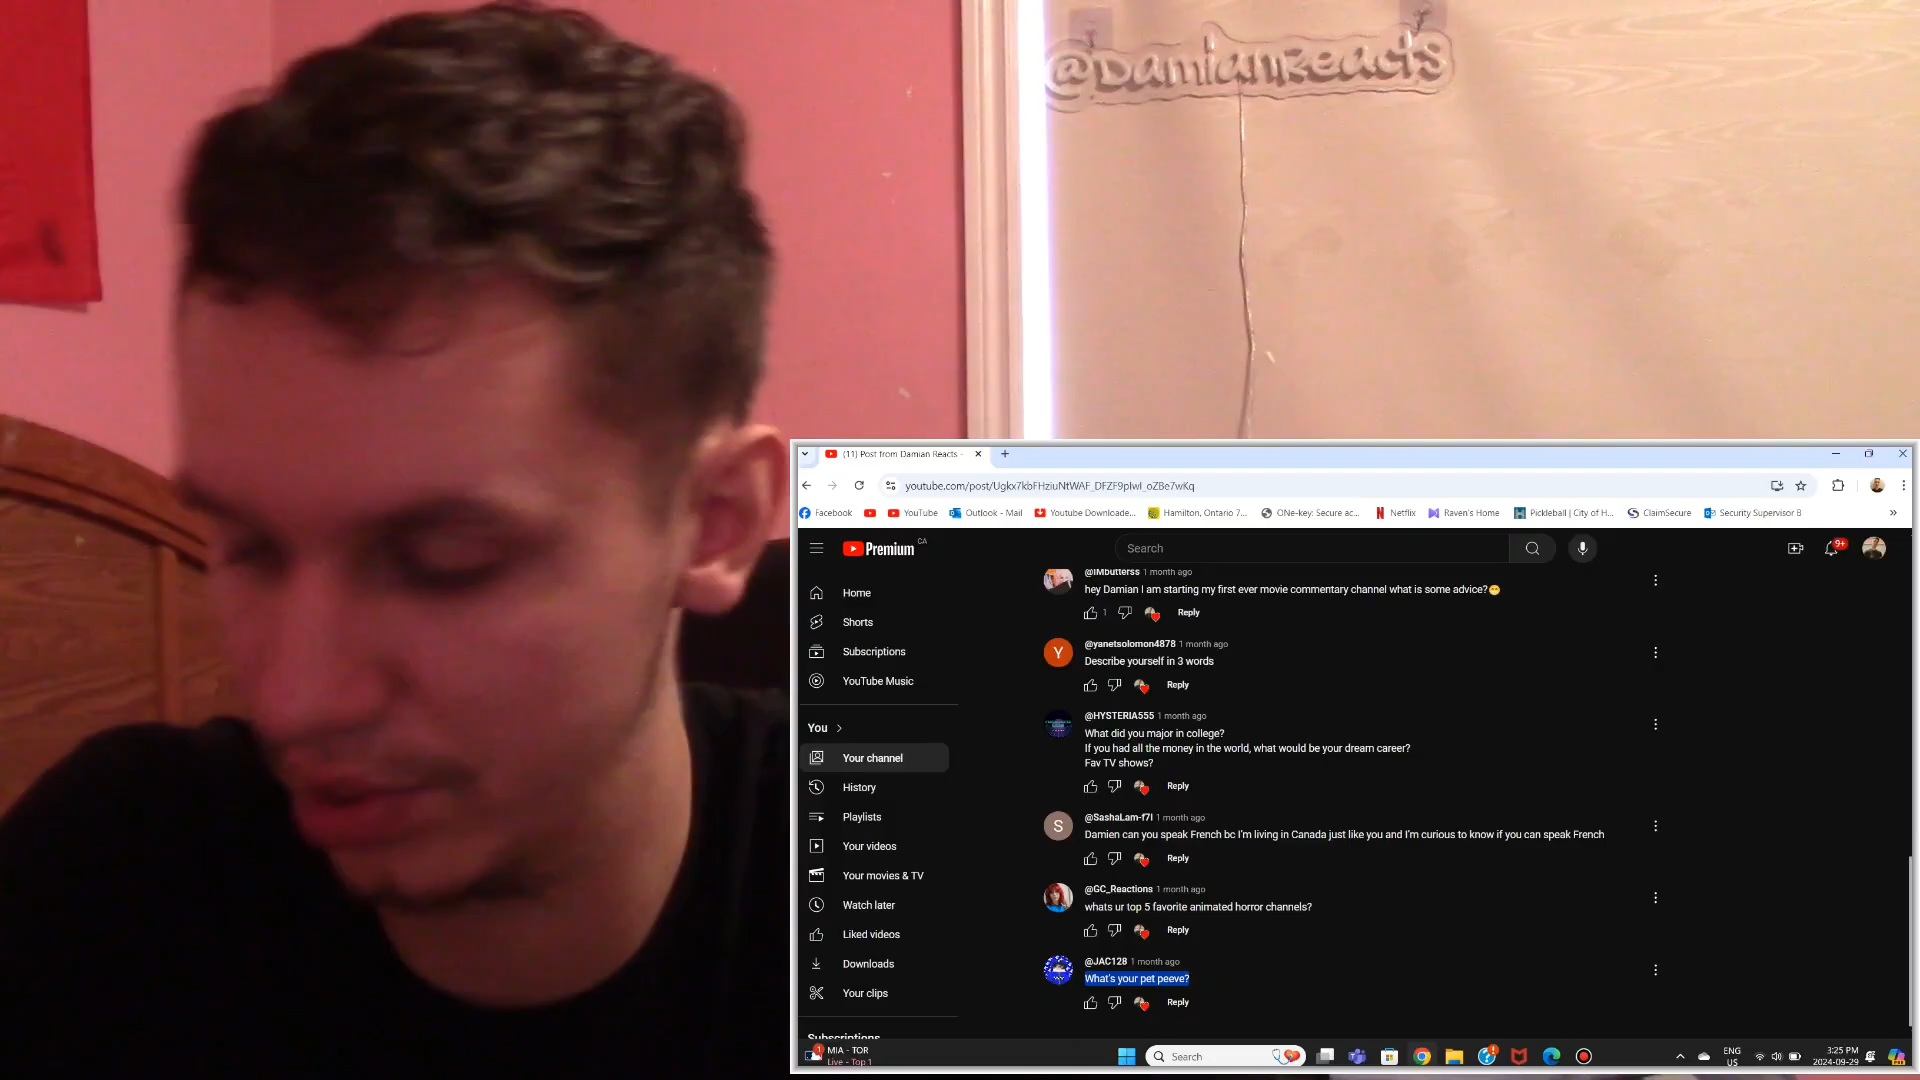 @DamianReacts
(11) Post from Damian Reacts -
youtube.com/post/Ugkx7kbFHziuNtWAF_DFZF9pIwI_oZBe7wKq
Facebook YouTube Outlook - Mail Youtube Downloade... Hamilton, Ontario 7... ONe-key: Secure ac... Netflix Raven's Home Pickleball | City of H... ClaimSecure Security Supervisor B
Premium CA Search 9+
Home
Shorts
Subscriptions
YouTube Music
You
Your channel
History
Playlists
Your videos
Your movies & TV
Watch later
Liked videos
Downloads
Your clips
Subscriptions
@IMbutterss 1 month ago
hey Damian I am starting my first ever movie commentary channel what is some advice?😁
1 Reply
Y @yanetsolomon4878 1 month ago
Describe yourself in 3 words
Reply
@HYSTERIA555 1 month ago
What did you major in college?
If you had all the money in the world, what would be your dream career?
Fav TV shows?
Reply
S @SashaLam-f7l 1 month ago
Damien can you speak French bc I'm living in Canada just like you and I'm curious to know if you can speak French
Reply
@GC_Reactions 1 month ago
whats ur top 5 favorite animated horror channels?
Reply
@JAC128 1 month ago
What's your pet peeve?
Reply
1 MIA - TOR
Live - Top 1
Search
ENG
US
3:25 PM
2024-09-29